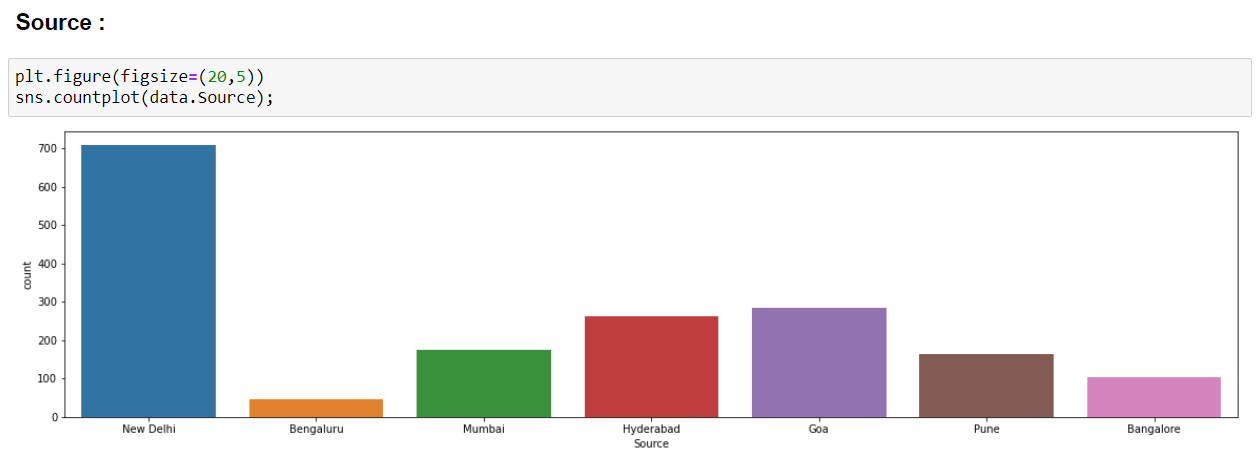 Source :
plt.figure(figsize=(20,5))
sns.countplot(data.Source);
700
600
500
400
300
200
100
0
count
New Delhi Bengaluru Mumbai Hyderabad Goa Pune Bangalore
Source